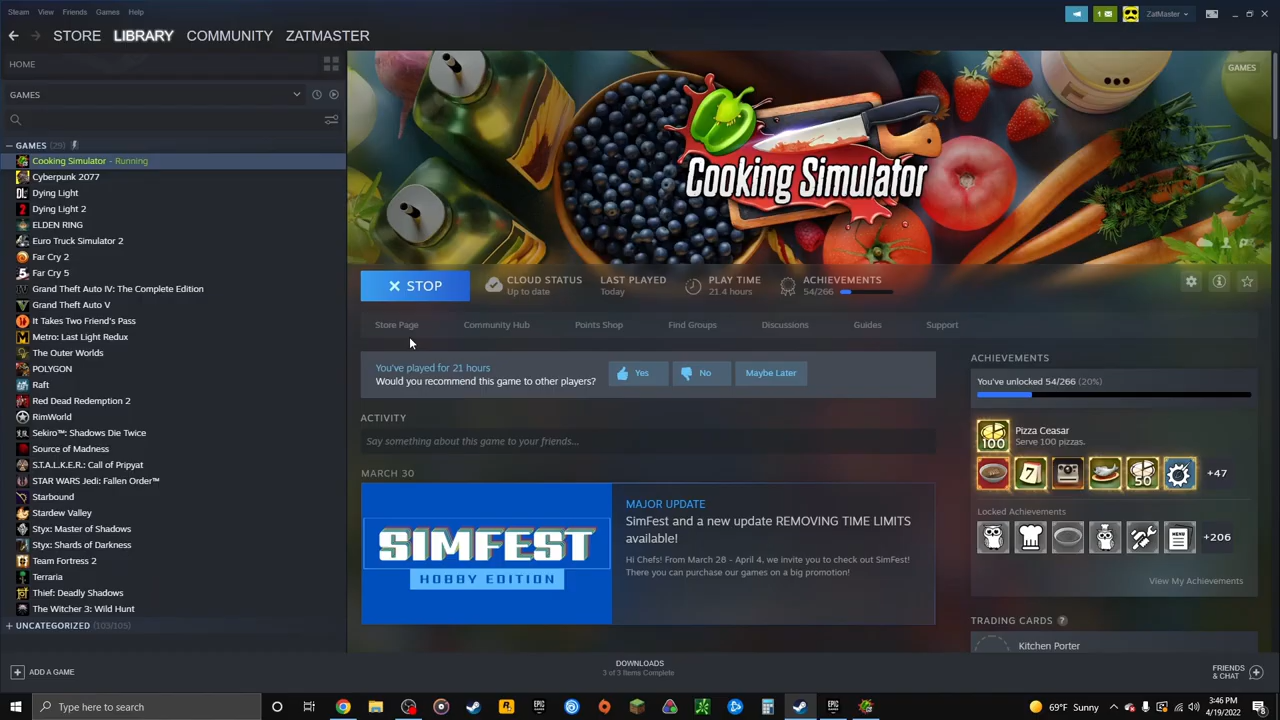 Steam View Friends Games Help
1 ZatMaster
STORE LIBRARY COMMUNITY ZATMASTER
HOME
GAMES
GAMES (29)
Cooking Simulator - Running
Cyberpunk 2077
Dying Light
Dying Light 2
ELDEN RING
Euro Truck Simulator 2
Far Cry 2
Far Cry 5
Grand Theft Auto IV: The Complete Edition
Grand Theft Auto V
It Takes Two Friend's Pass
Metro: Last Light Redux
The Outer Worlds
POLYGON
Raft
Red Dead Redemption 2
RimWorld
Sekiro™: Shadows Die Twice
Source of Madness
S.T.A.L.K.E.R.: Call of Pripyat
STAR WARS Jedi: Fallen Order™
Starbound
Stardew Valley
Styx: Master of Shadows
Styx: Shards of Darkness
Team Fortress 2
Terraria
Thief: Deadly Shadows
The Witcher 3: Wild Hunt
UNCATEGORIZED (103/105)
ADD A GAME
GAMES
Cooking Simulator
STOP
CLOUD STATUS
Up to date
LAST PLAYED
Today
PLAY TIME
21.4 hours
ACHIEVEMENTS
54/266
Store Page Community Hub Points Shop Find Groups Discussions Guides Support
You've played for 21 hours
Would you recommend this game to other players?
Yes No Maybe Later
ACTIVITY
Say something about this game to your friends...
MARCH 30
SIMFEST
HOBBY EDITION
MAJOR UPDATE
SimFest and a new update REMOVING TIME LIMITS
available!
Hi Chefs! From March 28 - April 4, we invite you to check out SimFest!
There you can purchase our games on a big promotion!
ACHIEVEMENTS
You've unlocked 54/266 (20%)
100
Pizza Ceasar
Serve 100 pizzas.
7
50
+47
Locked Achievements
MENU
+206
View My Achievements
TRADING CARDS ?
Kitchen Porter
DOWNLOADS
3 of 3 Items Complete
FRIENDS
& CHAT
Type here to search
EPIC
EPIC
69°F Sunny
3:46 PM
4/19/2022